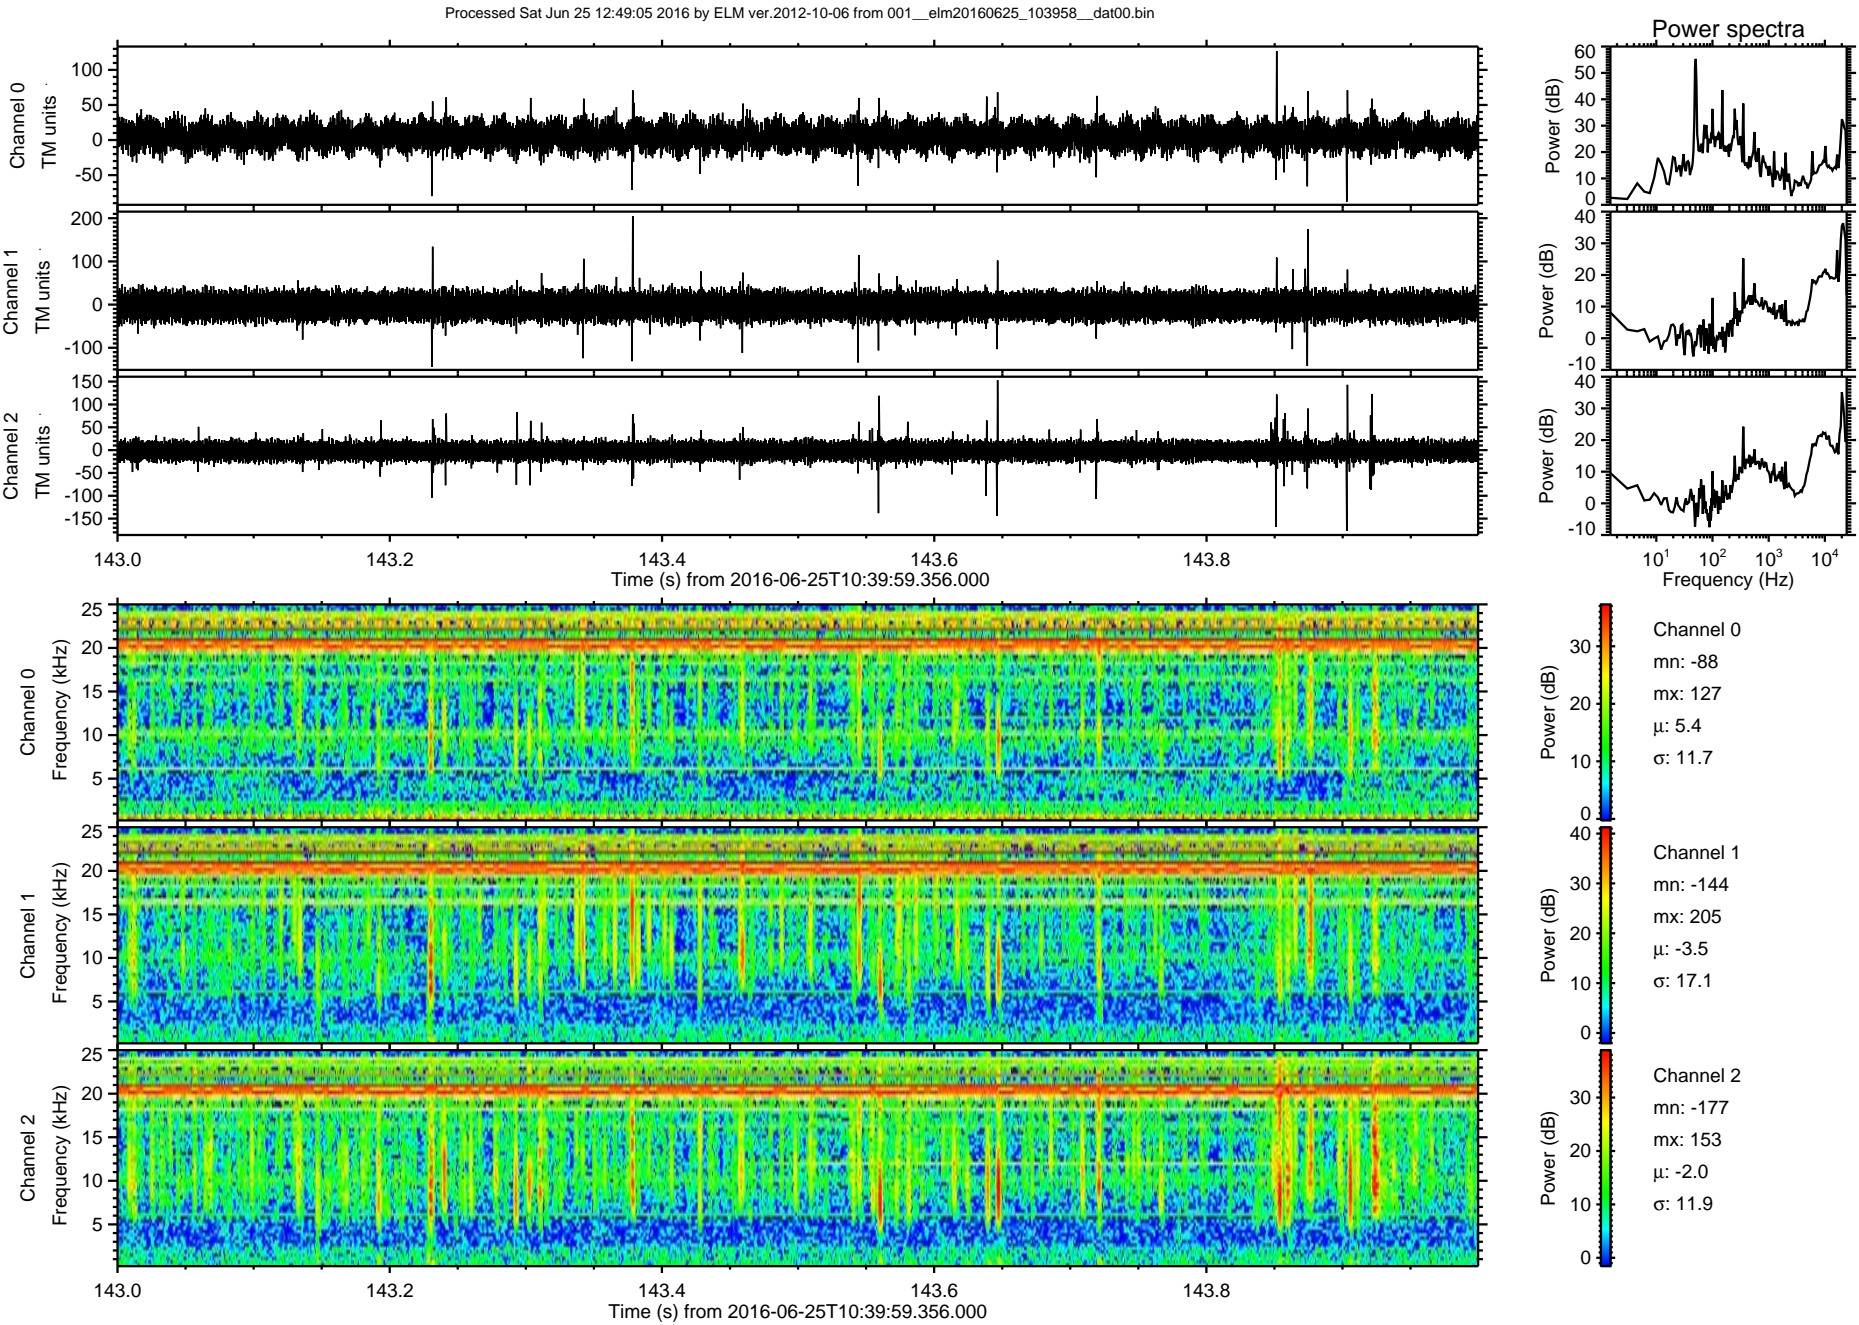 Processed Sat Jun 25 12:49:05 2016 by ELM ver.2012-10-06 from 001__elm20160625_103958__dat00.bin
Power spectra
Channel 0
TM units
100
50
0
-50
Power (dB)
60
50
40
30
20
10
0
Channel 1
TM units
200
100
0
-100
Power (dB)
40
30
20
10
0
-10
Channel 2
TM units
150
100
50
0
-50
-100
-150
Power (dB)
40
30
20
10
0
-10
143.0 143.2 143.4 143.6 143.8
Time (s) from 2016-06-25T10:39:59.356.000
10¹ 10² 10³ 10⁴
Frequency (Hz)
Channel 0
Frequency (kHz)
25
20
15
10
5
Power (dB)
30
20
10
0
Channel 0
mn: -88
mx: 127
µ: 5.4
σ: 11.7
Channel 1
Frequency (kHz)
25
20
15
10
5
Power (dB)
40
30
20
10
0
Channel 1
mn: -144
mx: 205
µ: -3.5
σ: 17.1
Channel 2
Frequency (kHz)
25
20
15
10
5
Power (dB)
30
20
10
0
Channel 2
mn: -177
mx: 153
µ: -2.0
σ: 11.9
143.0 143.2 143.4 143.6 143.8
Time (s) from 2016-06-25T10:39:59.356.000